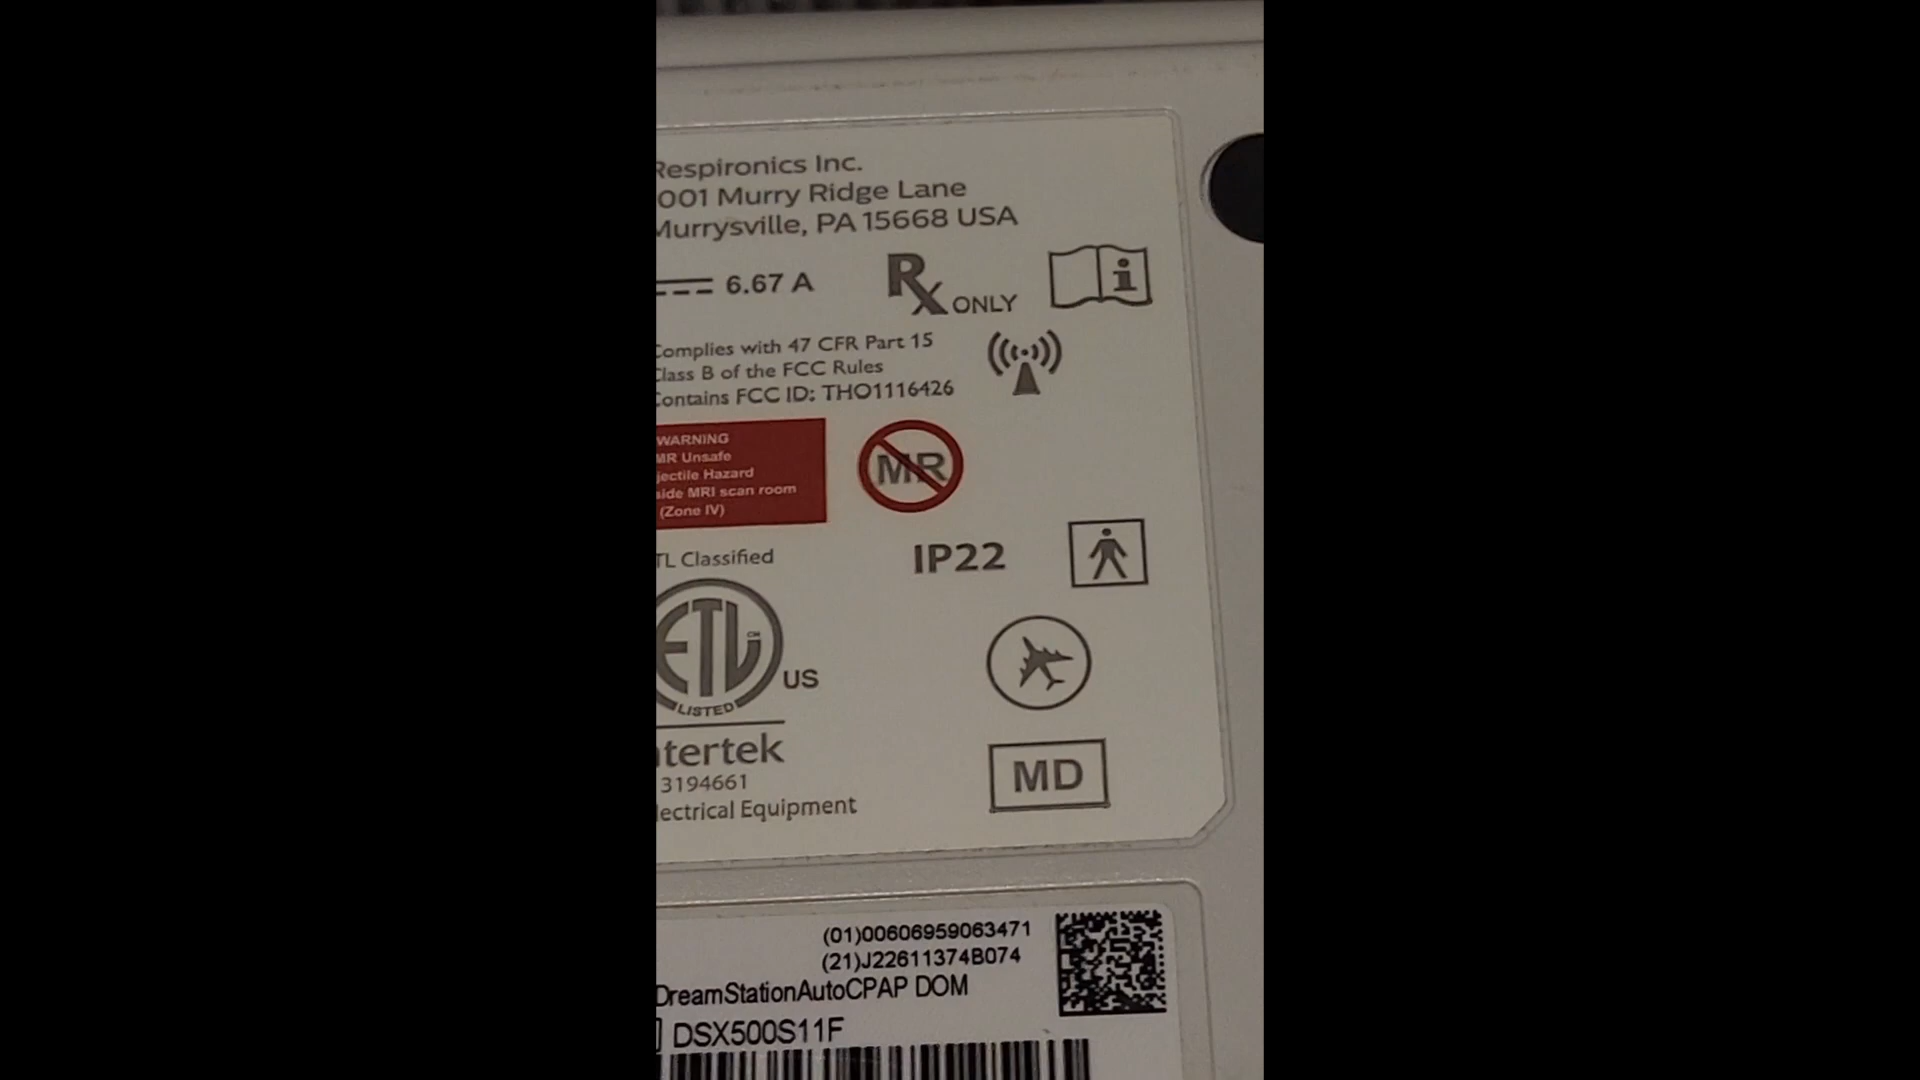 Respironics Inc.
001 Murry Ridge Lane
Murrysville, PA 15668 USA
6.67 A
Rx ONLY
i
Complies with 47 CFR Part 15
Class B of the FCC Rules
Contains FCC ID: THO1116426
WARNING
MR Unsafe
jectile Hazard
side MRI scan room
(Zone IV)
MR
TL Classified
IP22
ETL CM
US
LISTED
ntertek
3194661
lectrical Equipment
MD
(01)00606959063471
(21)J22611374B074
DreamStationAutoCPAP DOM
DSX500S11F